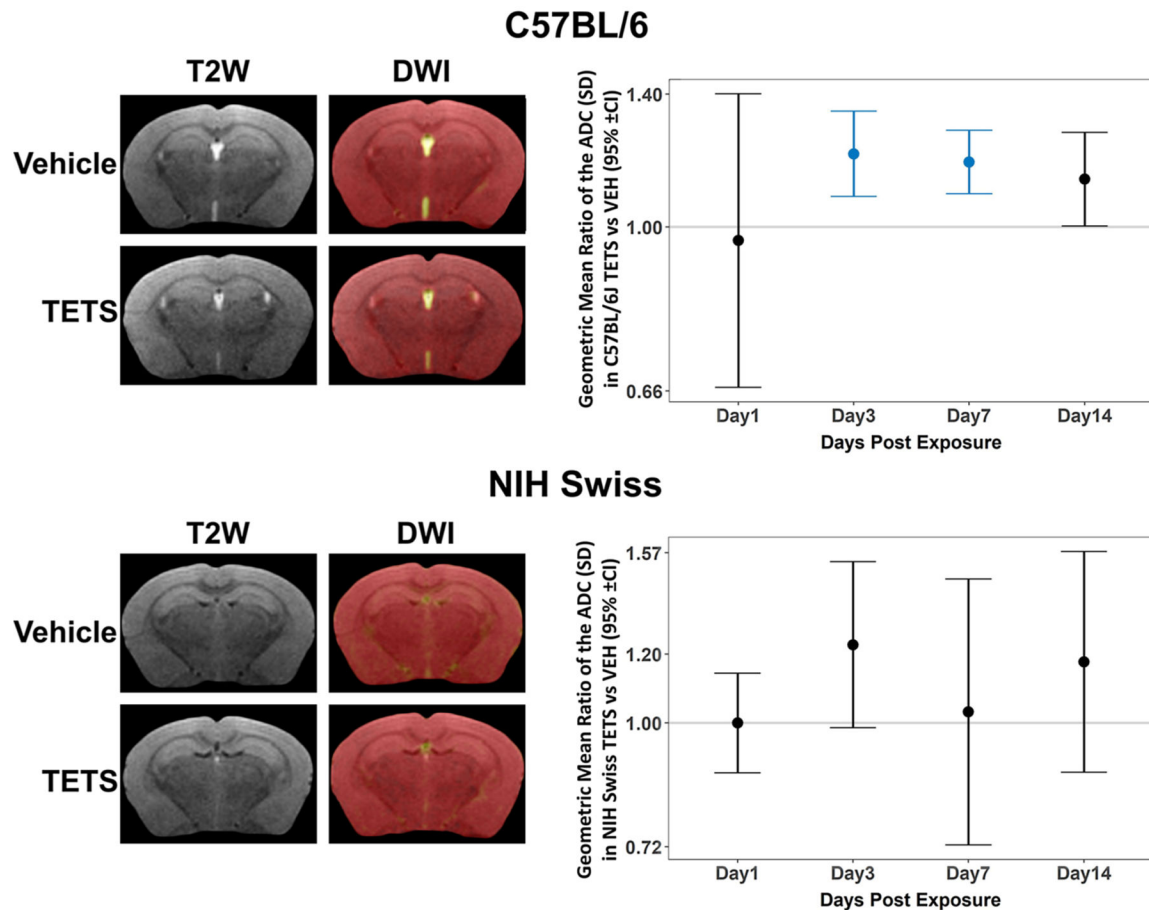 C57BL/6
T2W DWI
Vehicle
TETS
Geometric Mean Ratio of the ADC (SD)
in C57BL/6J TETS vs VEH (95% ±CI)
1.40
1.00
0.66
Day1 Day3 Day7 Day14
Days Post Exposure
NIH Swiss
T2W DWI
Vehicle
TETS
Geometric Mean Ratio of the ADC (SD)
in NIH Swiss TETS vs VEH (95% ±CI)
1.57
1.20
1.00
0.72
Day1 Day3 Day7 Day14
Days Post Exposure